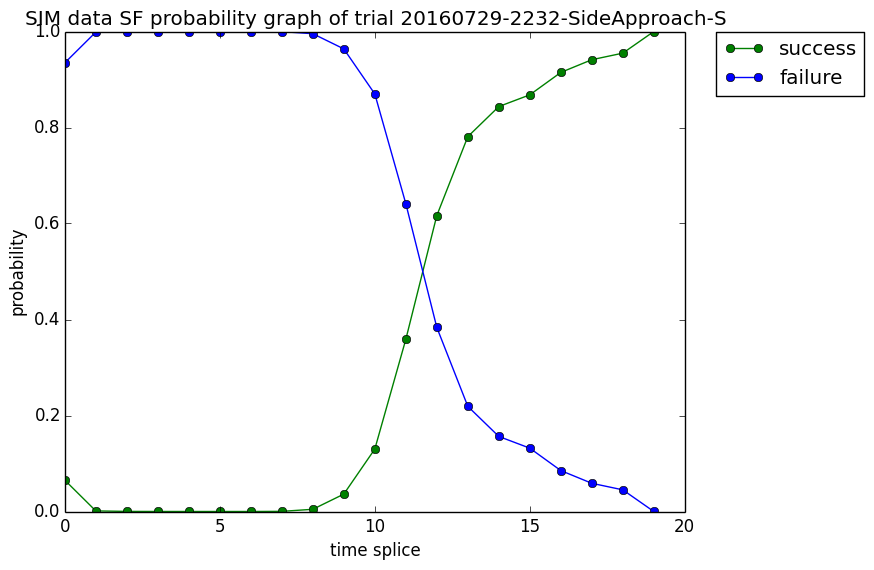 SJM data SF probability graph of trial 20160729-2232-SideApproach-S
success
failure
1.0
0.8
0.6
0.4
0.2
0.0
probability
0 5 10 15 20
time splice